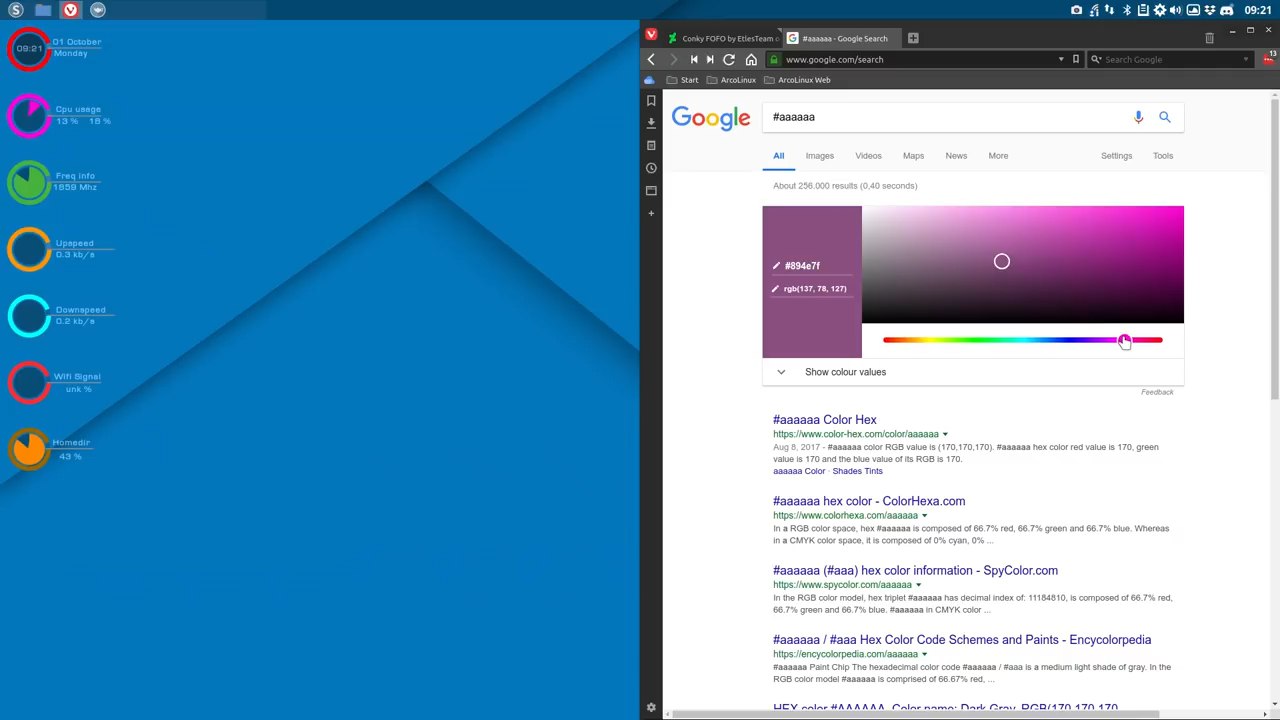 09:21
09:21
01 October
Monday
Cpu usage
13 % 18 %
Freq info
1859 Mhz
Upspeed
0.3 kb/s
Downspeed
0.2 kb/s
Wifi Signal
unk %
Homedir
43 %
Conky FOFO by EtlesTeam o
#aaaaaa - Google Search
www.google.com/search
Search Google
13
Start
ArcoLinux
ArcoLinux Web
Google
#aaaaaa
All
Images
Videos
Maps
News
More
Settings
Tools
About 256.000 results (0,40 seconds)
#894e7f
rgb(137, 78, 127)
Show colour values
Feedback
#aaaaaa Color Hex
https://www.color-hex.com/color/aaaaaa
Aug 8, 2017 - #aaaaaa color RGB value is (170,170,170). #aaaaaa hex color red value is 170, green
value is 170 and the blue value of its RGB is 170.
aaaaaa Color · Shades Tints
#aaaaaa hex color - ColorHexa.com
https://www.colorhexa.com/aaaaaa
In a RGB color space, hex #aaaaaa is composed of 66.7% red, 66.7% green and 66.7% blue. Whereas
in a CMYK color space, it is composed of 0% cyan, 0% ...
#aaaaaa (#aaa) hex color information - SpyColor.com
https://www.spycolor.com/aaaaaa
In the RGB color model, hex triplet #aaaaaa has decimal index of: 11184810, is composed of 66.7% red,
66.7% green and 66.7% blue. #aaaaaa in CMYK color ...
#aaaaaa / #aaa Hex Color Code Schemes and Paints - Encycolorpedia
https://encycolorpedia.com/aaaaaa
#aaaaaa Paint Chip The hexadecimal color code #aaaaaa / #aaa is a medium light shade of gray. In the
RGB color model #aaaaaa is comprised of 66.67% red, ...
HEX color #AAAAAA, Color name: Dark Gray, RGB(170,170,170